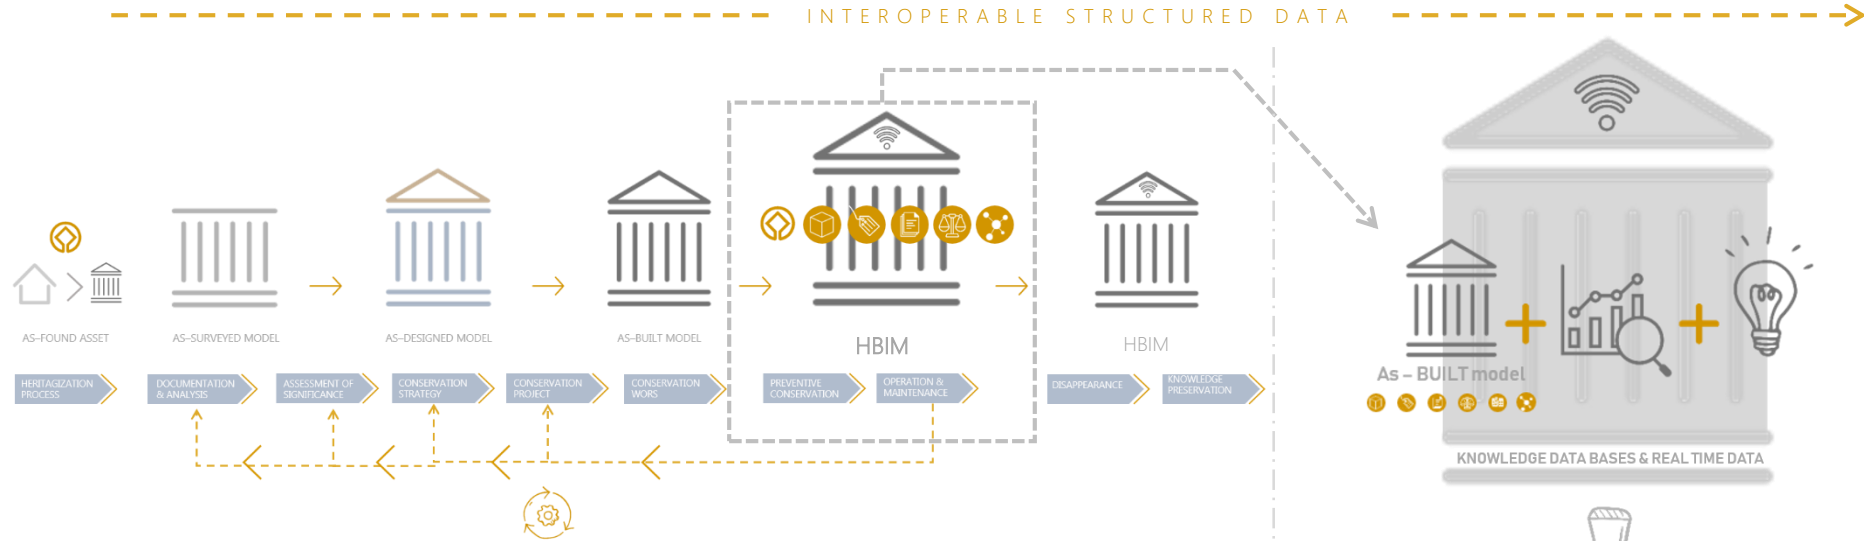 INTEROPERABLE STRUCTURED DATA
AS-FOUND ASSET
AS-SURVEYED MODEL
AS-DESIGNED MODEL
AS-BUILT MODEL
HBIM
HBIM
HERITAGIZATION
PROCESS
DOCUMENTATION
& ANALYSIS
ASSESSMENT OF
SIGNIFICANCE
CONSERVATION
STRATEGY
CONSERVATION
PROJECT
CONSERVATION
WORS
PREVENTIVE
CONSERVATION
OPERATION &
MAINTENANCE
DISAPPEARANCE
KNOWLEDGE
PRESERVATION
As – BUILT model
KNOWLEDGE DATA BASES & REAL TIME DATA